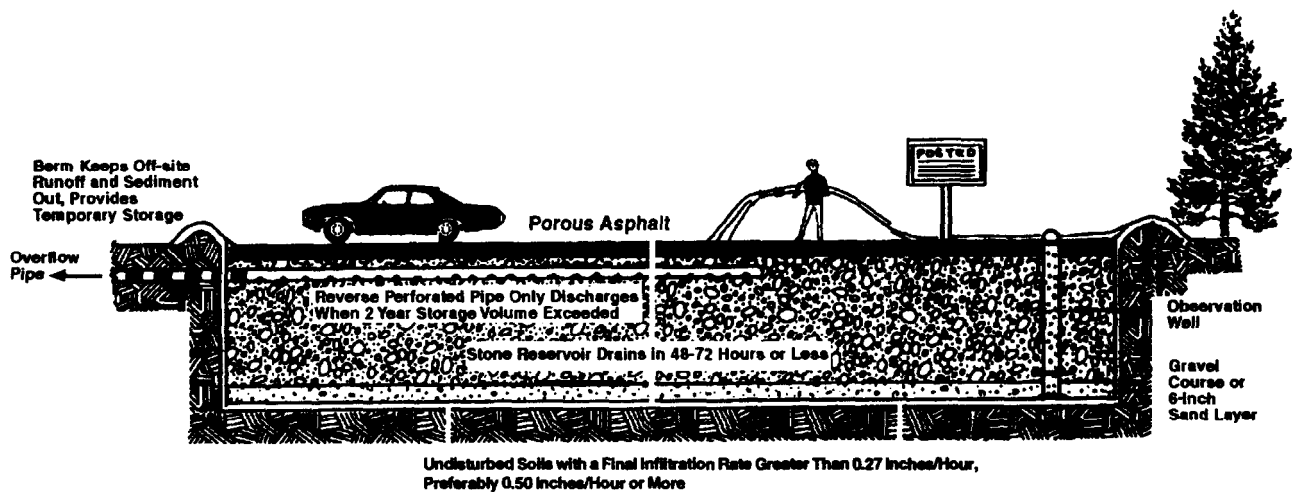 Berm Keeps Off-site
Runoff and Sediment
Out, Provides
Temporary Storage
POSTED
Porous Asphalt
Overflow
Pipe
Reverse Perforated Pipe Only Discharges
When 2 Year Storage Volume Exceeded
Observation
Well
Stone Reservoir Drains in 48-72 Hours or Less
Gravel
Course or
6-inch
Sand Layer
Undisturbed Soils with a Final Infiltration Rate Greater Than 0.27 Inches/Hour,
Preferably 0.50 Inches/Hour or More